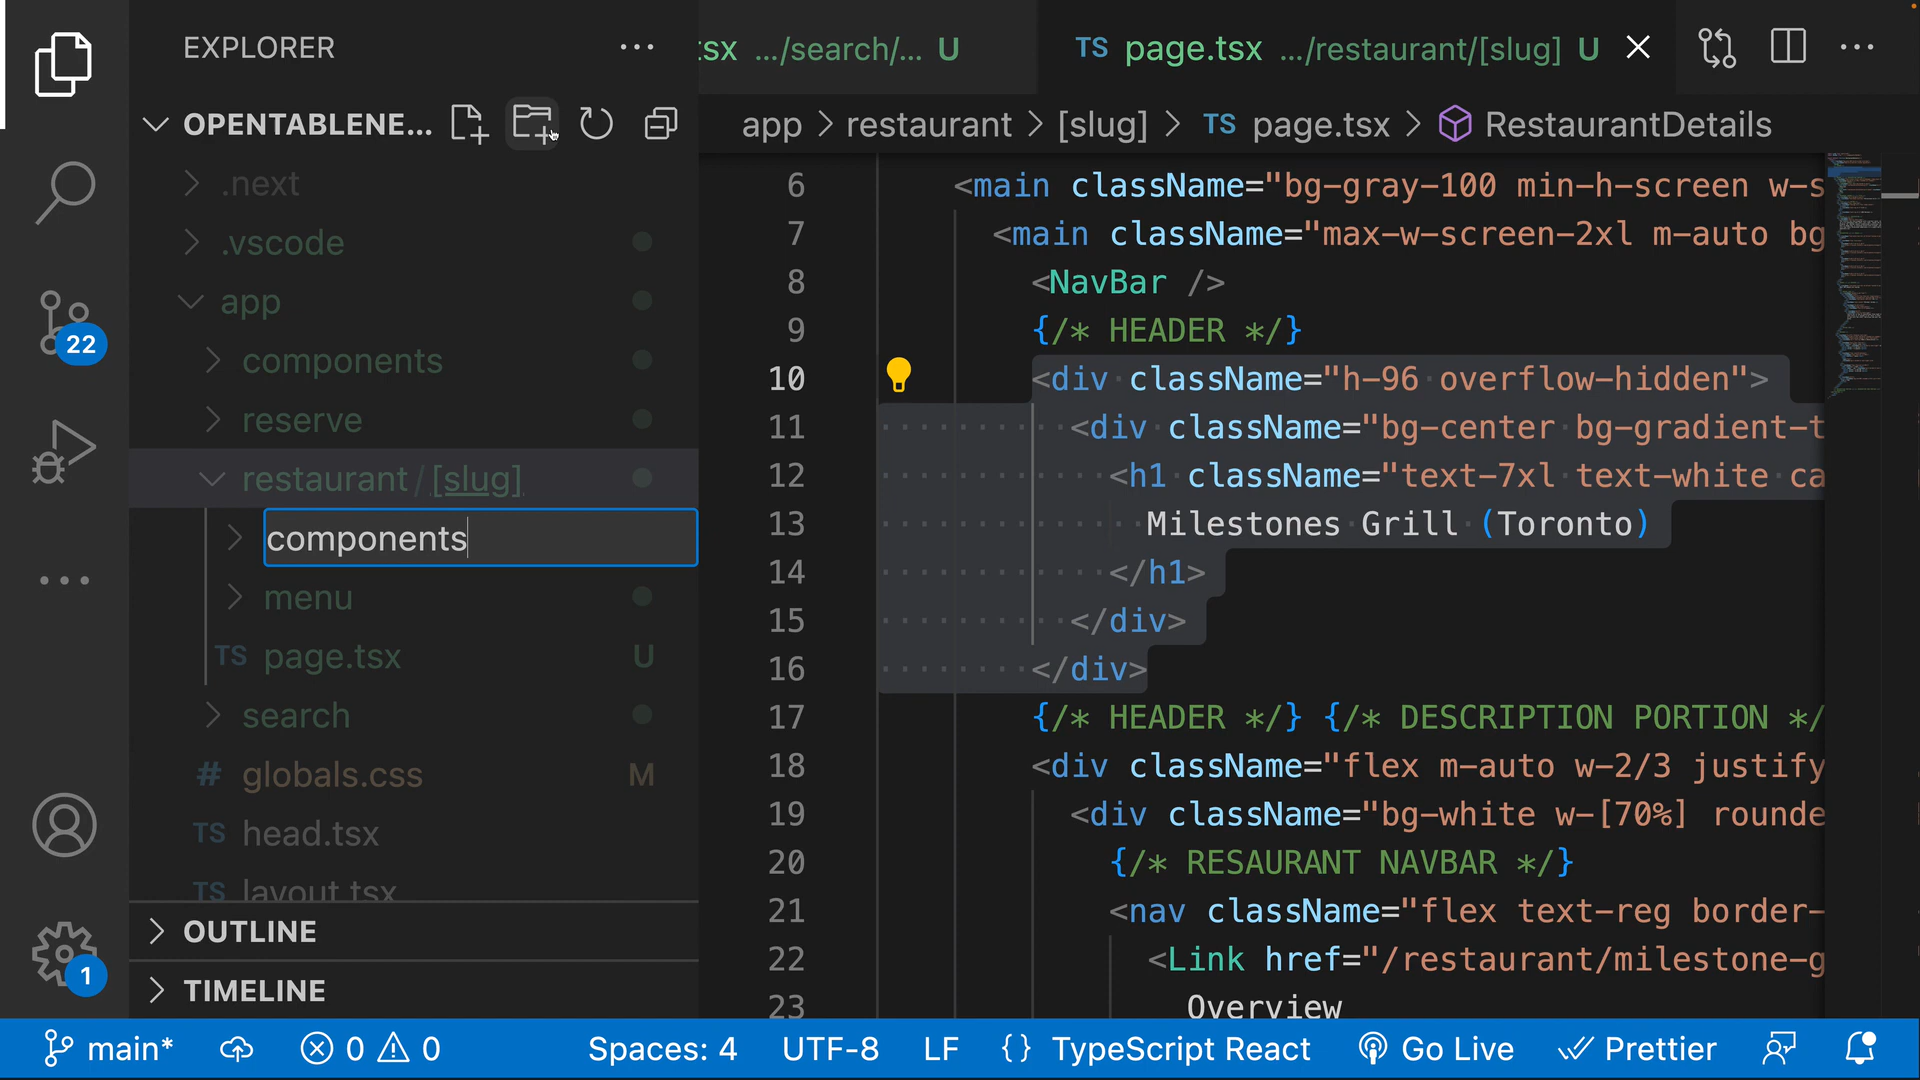 EXPLORER
OPENTABLENE...
.next
.vscode
app
components
reserve
restaurant / [slug]
components
menu
TS page.tsx U
search
# globals.css M
TS head.tsx
TS layout.tsx
OUTLINE
TIMELINE
22
1
tsx .../search/... U
TS page.tsx .../restaurant/[slug] U
app > restaurant > [slug] > TS page.tsx > RestaurantDetails
6 <main className="bg-gray-100 min-h-screen w-s
7 <main className="max-w-screen-2xl m-auto bg
8 <NavBar />
9 {/* HEADER */}
10 <div className="h-96 overflow-hidden">
11 <div className="bg-center bg-gradient-t
12 <h1 className="text-7xl text-white ca
13 Milestones Grill (Toronto)
14 </h1>
15 </div>
16 </div>
17 {/* HEADER */} {/* DESCRIPTION PORTION */
18 <div className="flex m-auto w-2/3 justify
19 <div className="bg-white w-[70%] rounde
20 {/* RESAURANT NAVBAR */}
21 <nav className="flex text-reg border-
22 <Link href="/restaurant/milestone-g
23 Overview
main* 0 0 Spaces: 4 UTF-8 LF {} TypeScript React Go Live Prettier